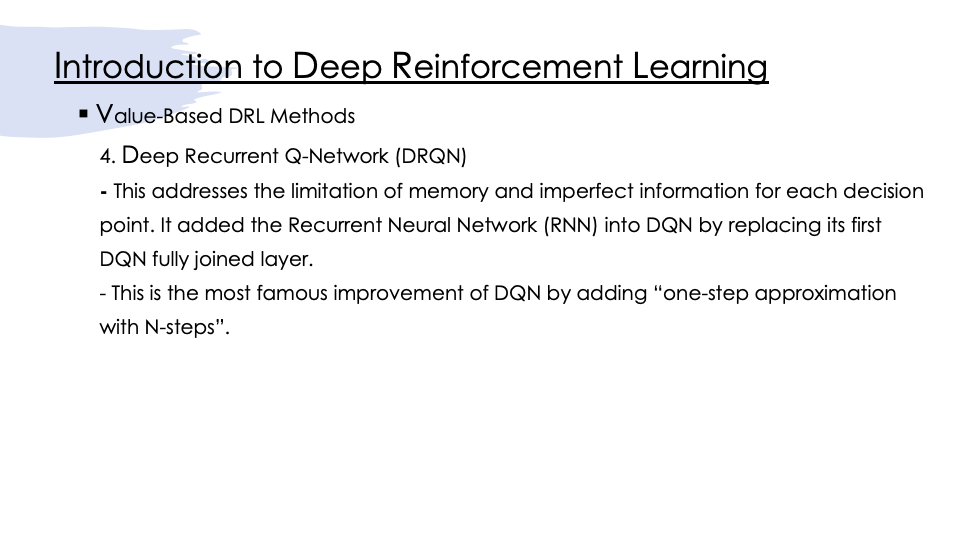 Introduction to Deep Reinforcement Learning
▪ Value-Based DRL Methods
4. Deep Recurrent Q-Network (DRQN)
- This addresses the limitation of memory and imperfect information for each decision
point. It added the Recurrent Neural Network (RNN) into DQN by replacing its first
DQN fully joined layer.
- This is the most famous improvement of DQN by adding “one-step approximation
with N-steps”.